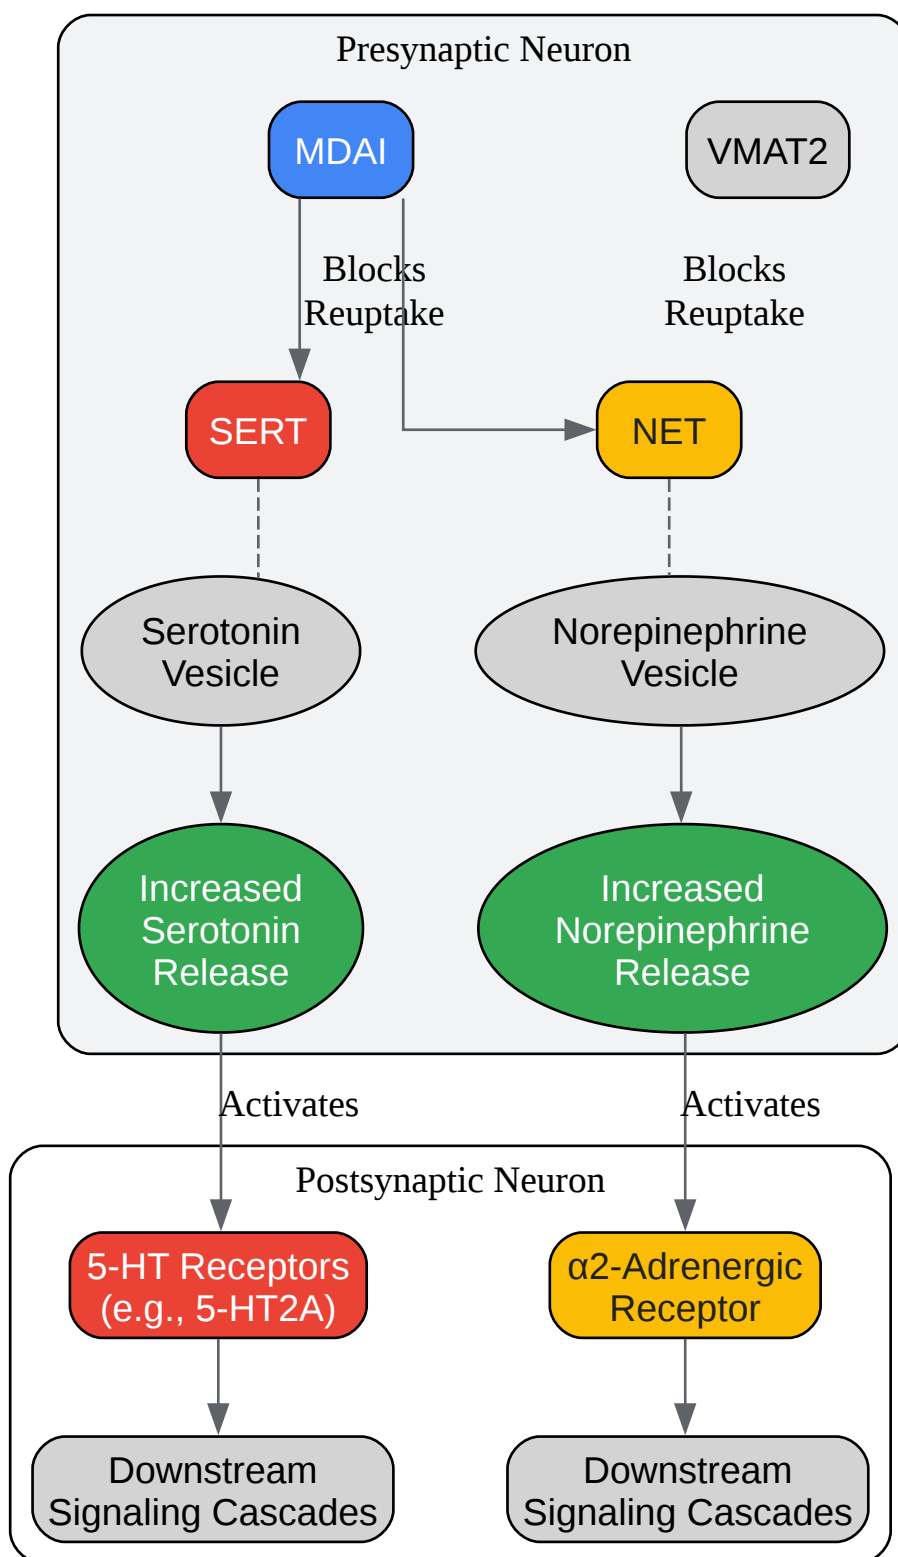 Presynaptic Neuron
MDAI
VMAT2
Blocks
Reuptake
Blocks
Reuptake
SERT
NET
Serotonin
Vesicle
Norepinephrine
Vesicle
Increased
Serotonin
Release
Increased
Norepinephrine
Release
Activates
Activates
Postsynaptic Neuron
5-HT Receptors
(e.g., 5-HT2A)
α2-Adrenergic
Receptor
Downstream
Signaling Cascades
Downstream
Signaling Cascades